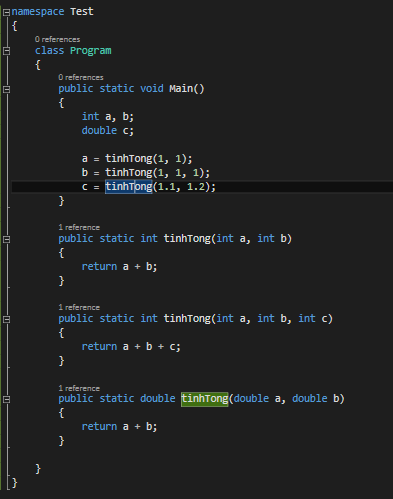 namespace Test
{
0 references
class Program
{
0 references
public static void Main()
{
int a, b;
double c;
a = tinhTong(1, 1);
b = tinhTong(1, 1, 1);
c = tinhTong(1.1, 1.2);
}
1 reference
public static int tinhTong(int a, int b)
{
return a + b;
}
1 reference
public static int tinhTong(int a, int b, int c)
{
return a + b + c;
}
1 reference
public static double tinhTong(double a, double b)
{
return a + b;
}
}
}